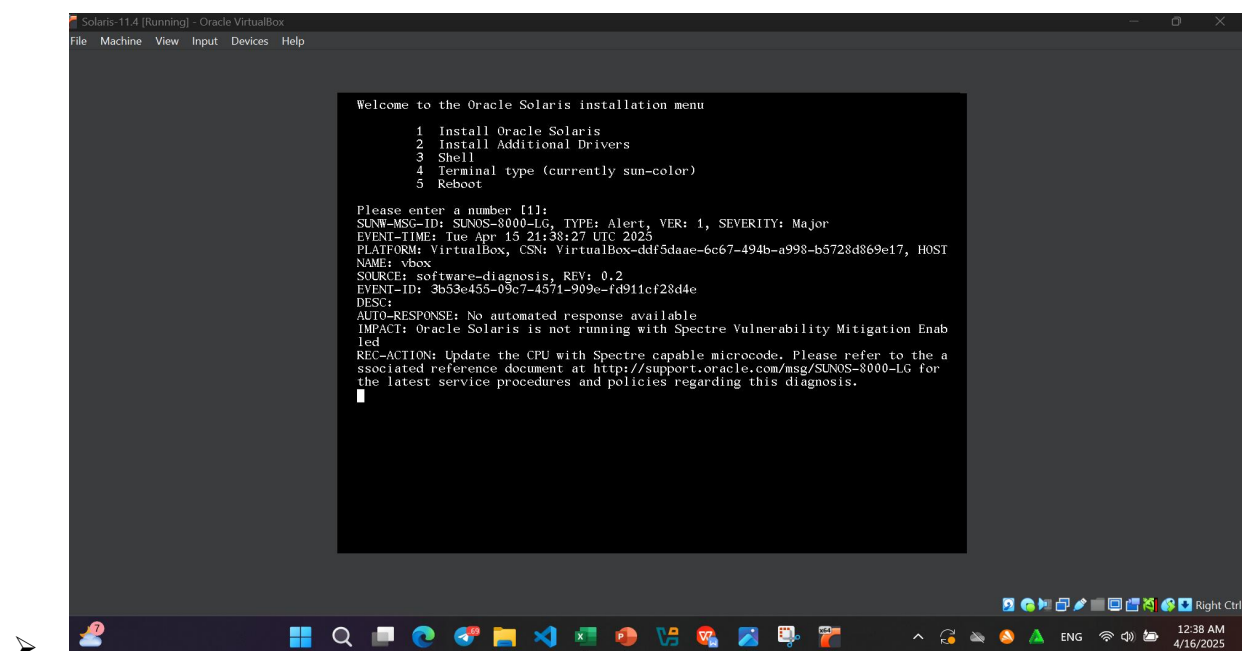 Solaris-11.4 [Running] - Oracle VirtualBox
File Machine View Input Devices Help
Welcome to the Oracle Solaris installation menu
1 Install Oracle Solaris
2 Install Additional Drivers
3 Shell
4 Terminal type (currently sun-color)
5 Reboot
Please enter a number [1]:
SUNW-MSG-ID: SUNOS-8000-LG, TYPE: Alert, VER: 1, SEVERITY: Major
EVENT-TIME: Tue Apr 15 21:38:27 UTC 2025
PLATFORM: VirtualBox, CSN: VirtualBox-ddf5daae-6c67-494b-a998-b5728d869e17, HOST
NAME: vbox
SOURCE: software-diagnosis, REV: 0.2
EVENT-ID: 3b53e455-09c7-4571-909e-fd911cf28d4e
DESC:
AUTO-RESPONSE: No automated response available
IMPACT: Oracle Solaris is not running with Spectre Vulnerability Mitigation Enab
led
REC-ACTION: Update the CPU with Spectre capable microcode. Please refer to the a
ssociated reference document at http://support.oracle.com/msg/SUNOS-8000-LG for
the latest service procedures and policies regarding this diagnosis.
Right Ctrl
7
ENG
12:38 AM
4/16/2025